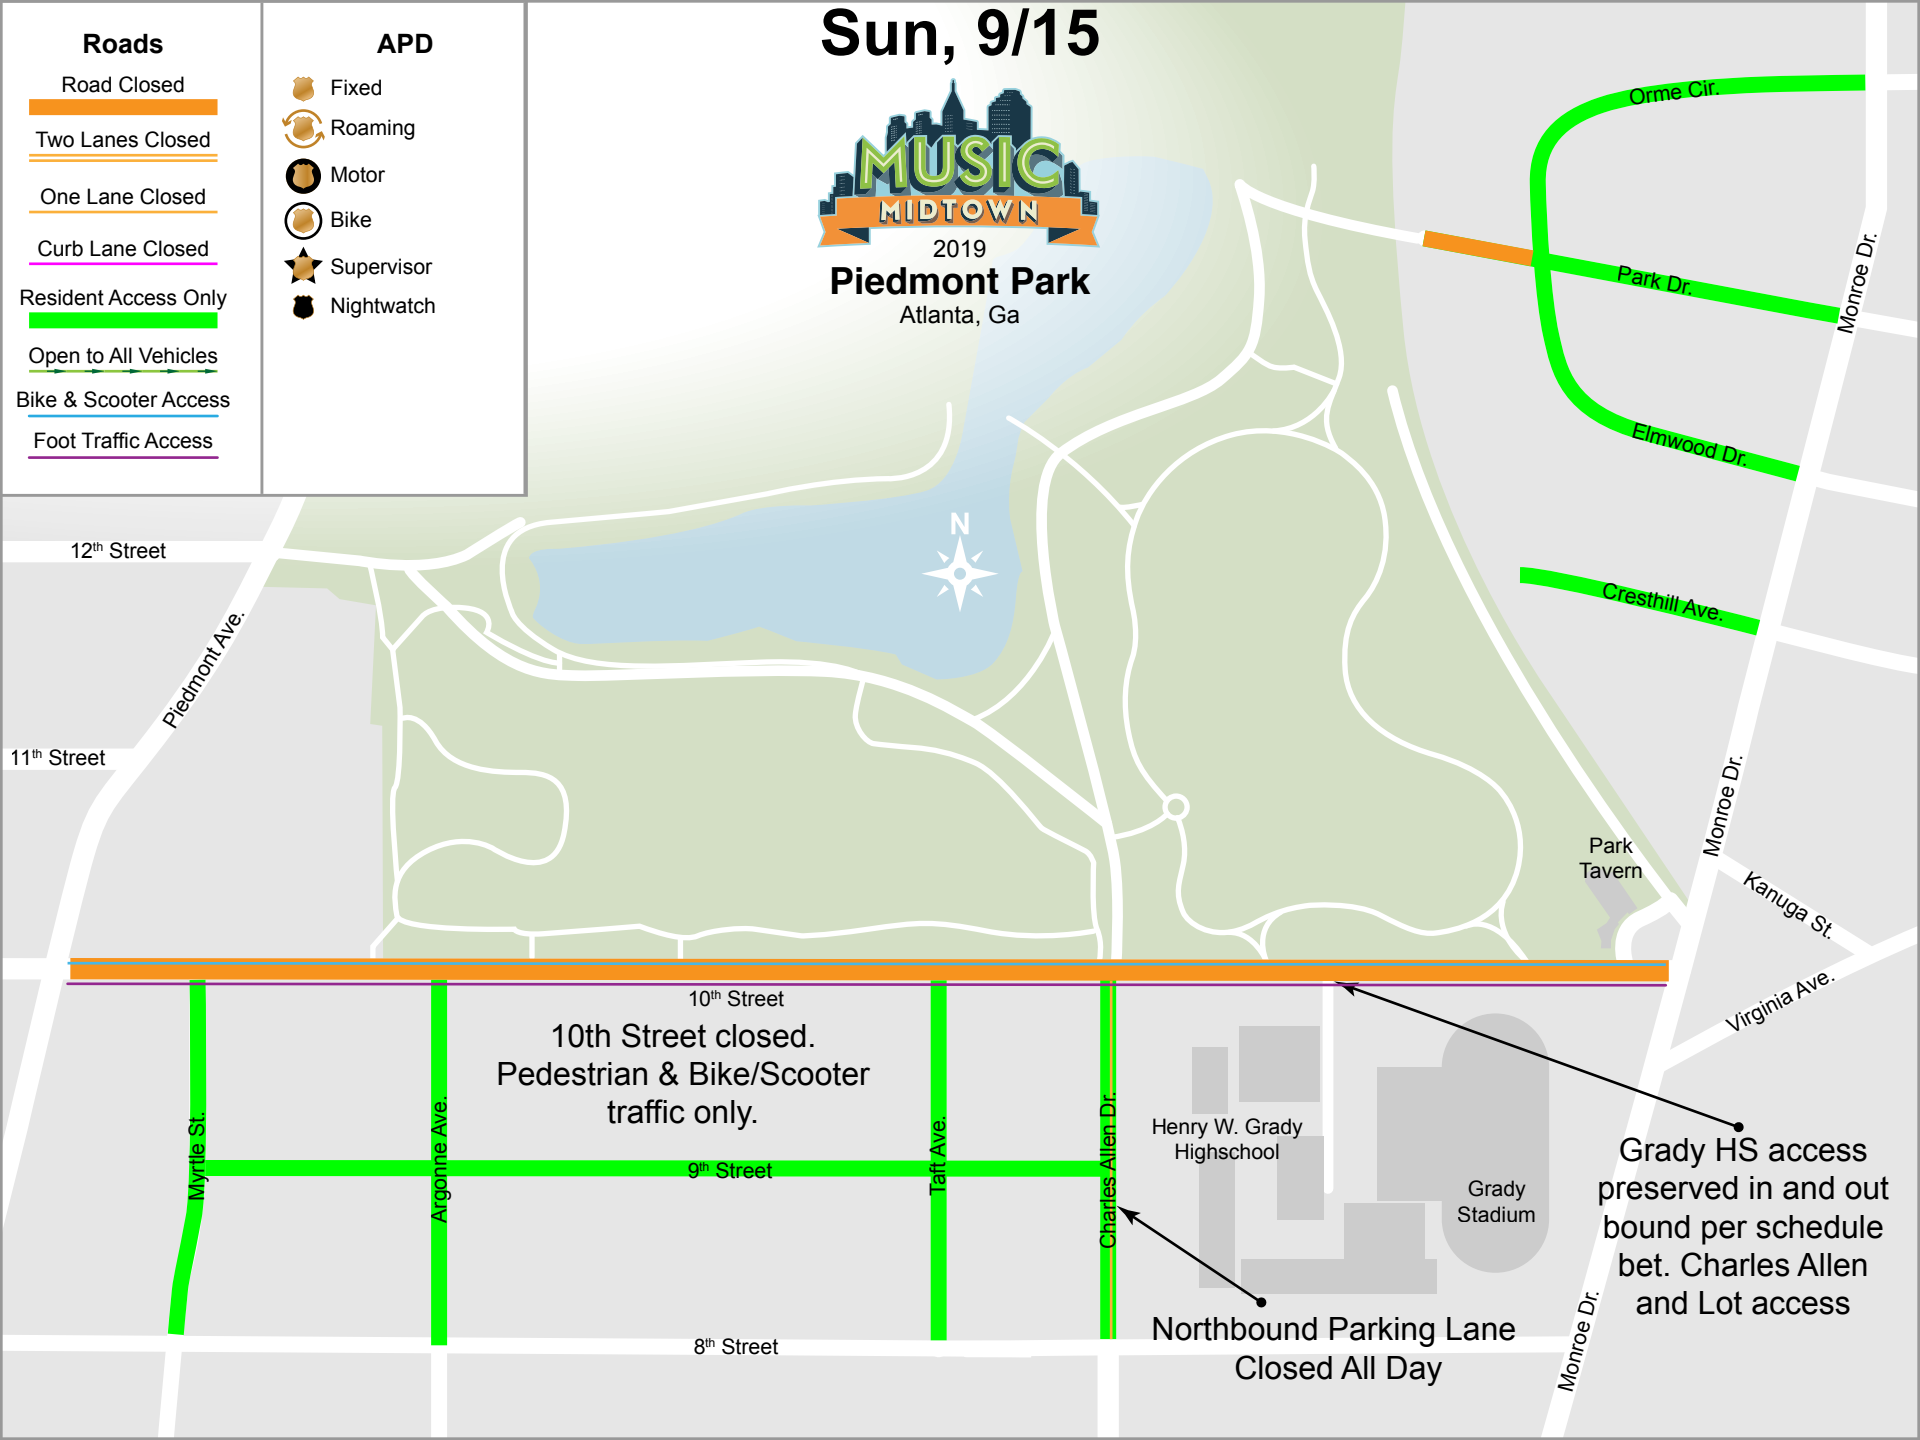 Roads
Road Closed
Two Lanes Closed
One Lane Closed
Curb Lane Closed
Resident Access Only
Open to All Vehicles
Bike & Scooter Access
Foot Traffic Access
APD
Fixed
Roaming
Motor
Bike
Supervisor
Nightwatch
Sun, 9/15
MUSIC
MIDTOWN
2019
Piedmont Park
Atlanta, Ga
Orme Cir.
Park Dr.
Monroe Dr.
Elmwood Dr.
N
12th Street
Cresthill Ave.
Piedmont Ave.
11th Street
Monroe Dr.
Park
Tavern
Kanuga St.
Virginia Ave.
10th Street
10th Street closed.
Pedestrian & Bike/Scooter
traffic only.
Myrtle St.
Argonne Ave.
Taft Ave.
Charles Allen Dr.
9th Street
Henry W. Grady
Highschool
Grady
Stadium
Grady HS access
preserved in and out
bound per schedule
bet. Charles Allen
and Lot access
Northbound Parking Lane
Closed All Day
8th Street
Monroe Dr.